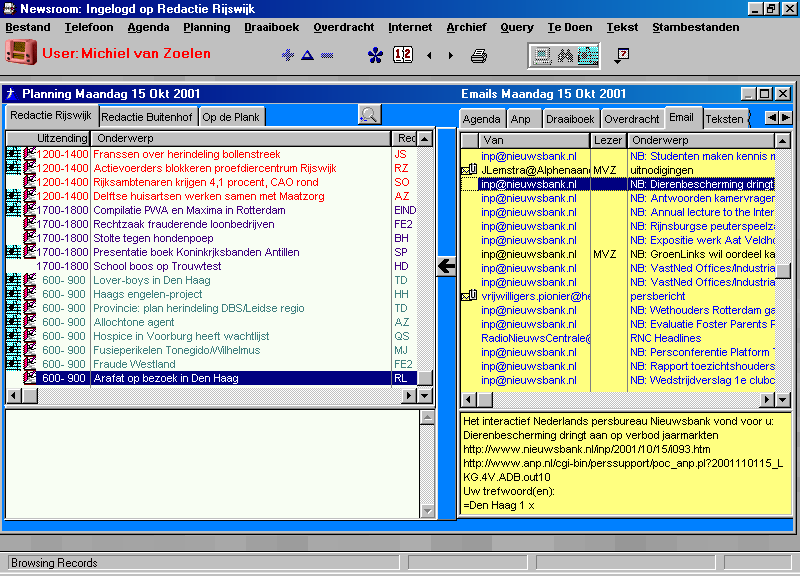 Newsroom: Ingelogd op Redactie Rijswijk
Bestand Telefoon Agenda Planning Draaiboek Overdracht Internet Archief Query Te Doen Tekst Stambestanden
User: Michiel van Zoelen
12
?
Planning Maandag 15 Okt 2001
Redactie Rijswijk Redactie Buitenhof Op de Plank
Uitzending Onderwerp Red
1200-1400 Franssen over herindeling bollenstreek JS
1200-1400 Actievoerders blokkeren proefdiercentrum Rijswijk RZ
1200-1400 Rijksambtenaren krijgen 4,1 procent, CAO rond SO
1200-1400 Delftse huisartsen werken samen met Maatzorg AZ
1700-1800 Compilatie PWA en Maxima in Rotterdam EIND
1700-1800 Rechtzaak frauderende loonbedrijven FE2
1700-1800 Stolte tegen hondenpoep BH
1700-1800 Presentatie boek Koninkrjksbanden Antillen SP
1700-1800 School boos op Trouwtest HD
600- 900 Lover-boys in Den Haag TD
600- 900 Haags engelen-project HH
600- 900 Provincie: plan herindeling DBS/Leidse regio TD
600- 900 Allochtone agent AZ
600- 900 Hospice in Voorburg heeft wachtlijst QS
600- 900 Fusieperikelen Tonegido/Wilhelmus MJ
600- 900 Fraude Westland FE2
600- 900 Arafat op bezoek in Den Haag RL
Emails Maandag 15 Okt 2001
Agenda Anp Draaiboek Overdracht Email Teksten
Van Lezer Onderwerp
inp@nieuwsbank.nl NB: Studenten maken kennis m
JLemstra@Alphenaand MVZ uitnodigingen
inp@nieuwsbank.nl NB: Dierenbescherming dringt
inp@nieuwsbank.nl NB: Antwoorden kamervrager
inp@nieuwsbank.nl NB: Annual lecture to the Inter
inp@nieuwsbank.nl NB: Rijnsburgse peuterspeelza
inp@nieuwsbank.nl NB: Expositie werk Aat Veldho
inp@nieuwsbank.nl MVZ NB: GroenLinks wil oordeel ka
inp@nieuwsbank.nl NB: VastNed Offices/Industria
inp@nieuwsbank.nl NB: VastNed Offices/Industria
vrijwilligers.pionier@he persbericht
inp@nieuwsbank.nl NB: Wethouders Rotterdam ga
inp@nieuwsbank.nl NB: Evaluatie Foster Parents P
RadioNieuwsCentrale@ RNC Headlines
inp@nieuwsbank.nl NB: Persconferentie Platform
inp@nieuwsbank.nl NB: Rapport toezichtshouders
inp@nieuwsbank.nl NB: Wedstrijdverslag 1e clubc
Het interactief Nederlands persbureau Nieuwsbank vond voor u:
Dierenbescherming dringt aan op verbod jaarmarkten
http://www.nieuwsbank.nl/inp/2001/10/15/i093.htm
http://www.anp.nl/cgi-bin/perssupport/poc_anp.pl?2001110115_L
KG.4V.ADB.out10
Uw trefwoord(en):
=Den Haag 1 x
Browsing Records